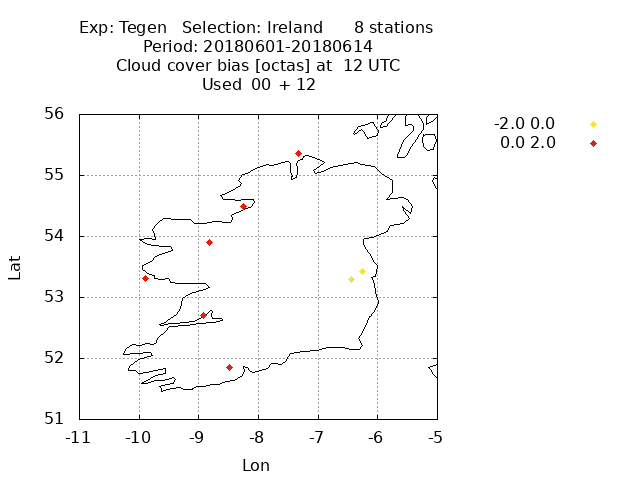 Exp: Tegen   Selection: Ireland      8 stations
Period: 20180601-20180614
Cloud cover bias [octas] at  12 UTC
Used  00 + 12
-2.0 0.0
0.0 2.0
56
55
54
53
52
51
Lat
-11 -10 -9 -8 -7 -6 -5
Lon